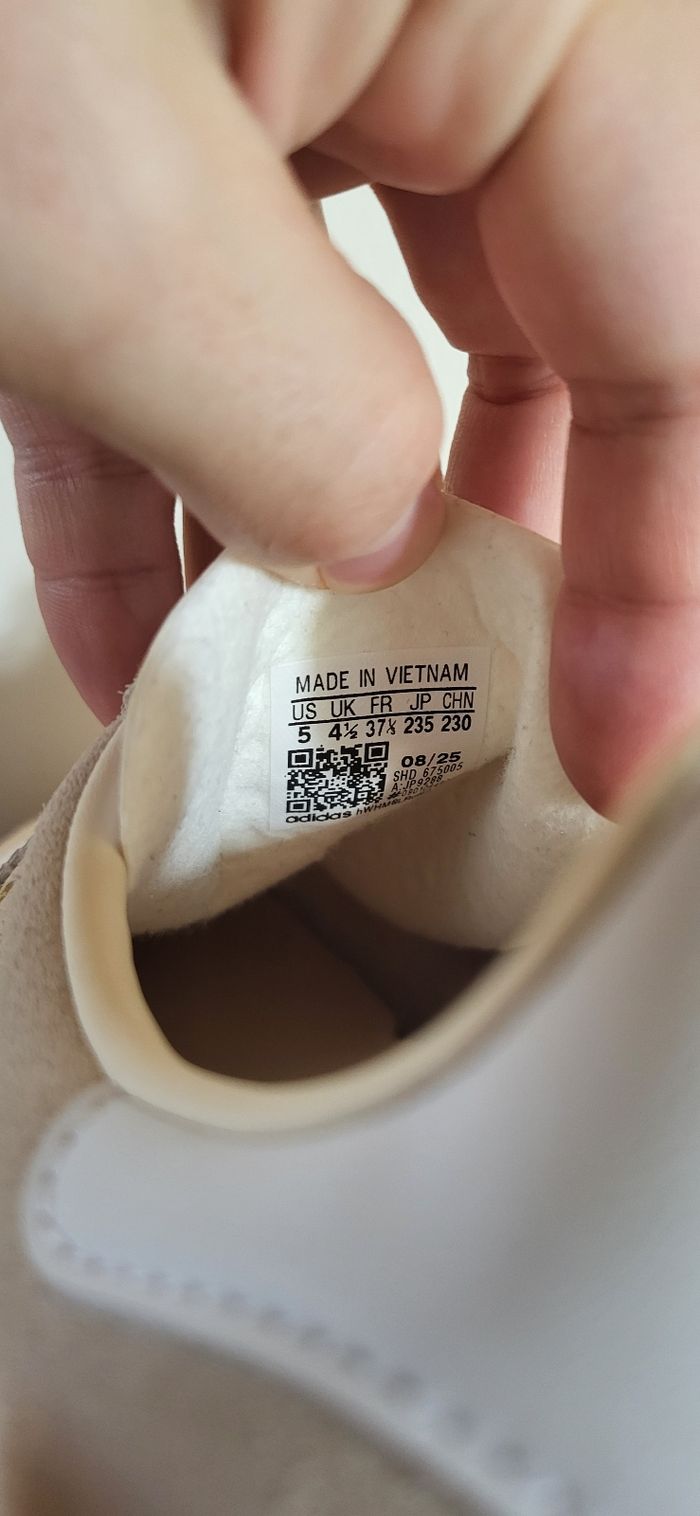 MADE IN VIETNAM
US UK FR JP CHN
5 4½ 37⅓ 235 230
08/25
SHD 675005
A:JP9288
adidas